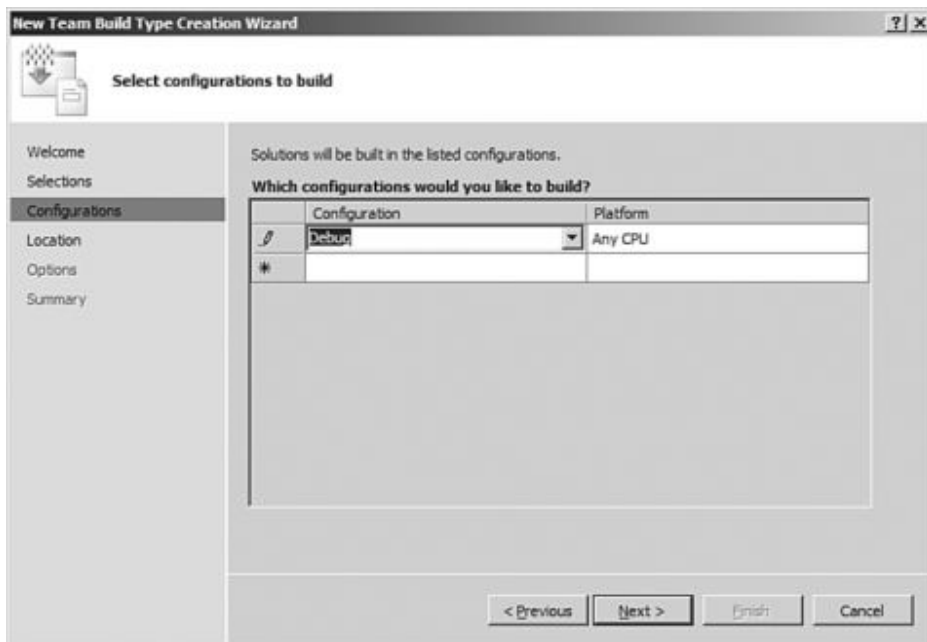 New Team Build Type Creation Wizard
Select configurations to build
Welcome
Selections
Configurations
Location
Options
Summary
Solutions will be built in the listed configurations.
Which configurations would you like to build?
Configuration Platform
Debug Any CPU
< Previous Next > Finish Cancel